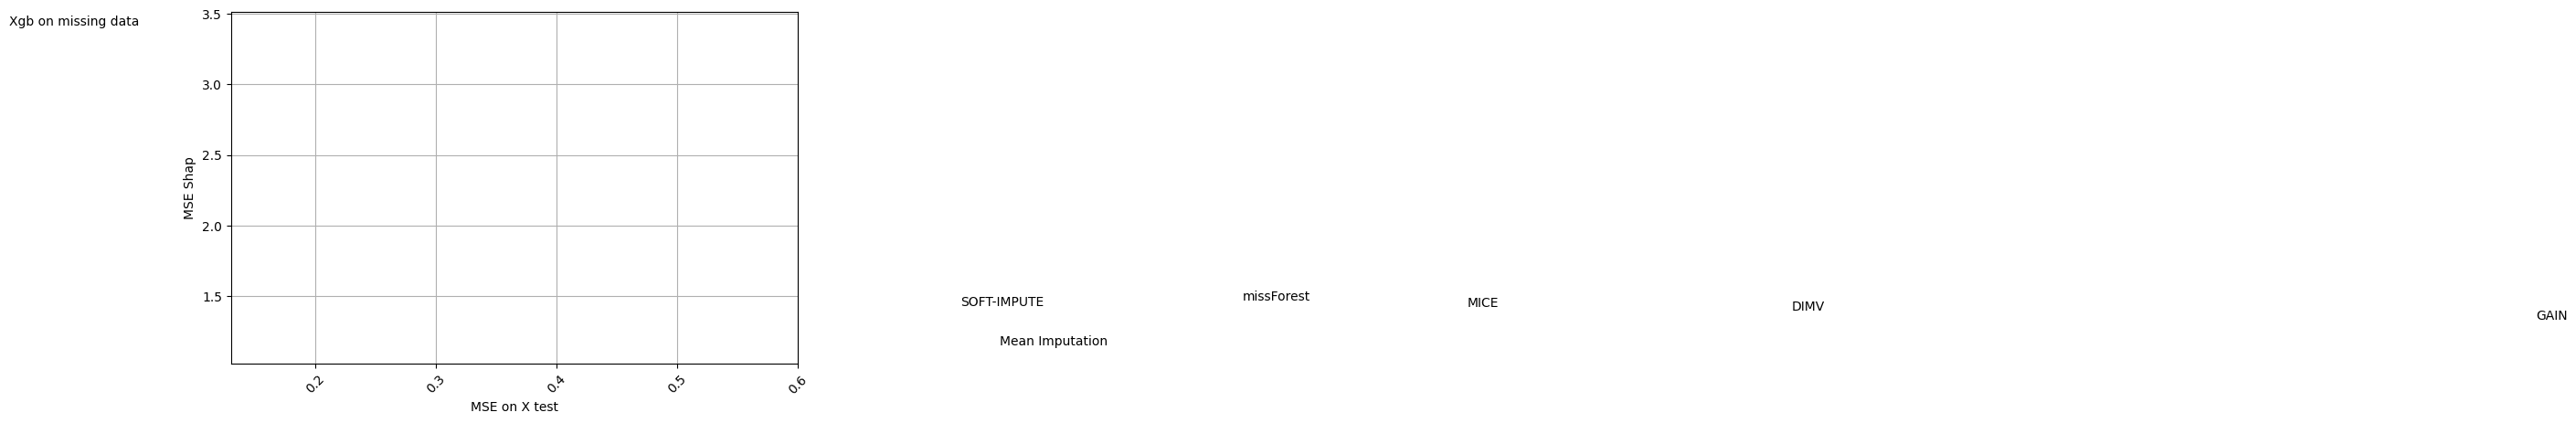 Xgb on missing data
3.5
3.0
2.5
2.0
1.5
MSE Shap
0.2
0.3
0.4
0.5
0.6
MSE on X test
SOFT-IMPUTE
missForest
MICE
DIMV
GAIN
Mean Imputation